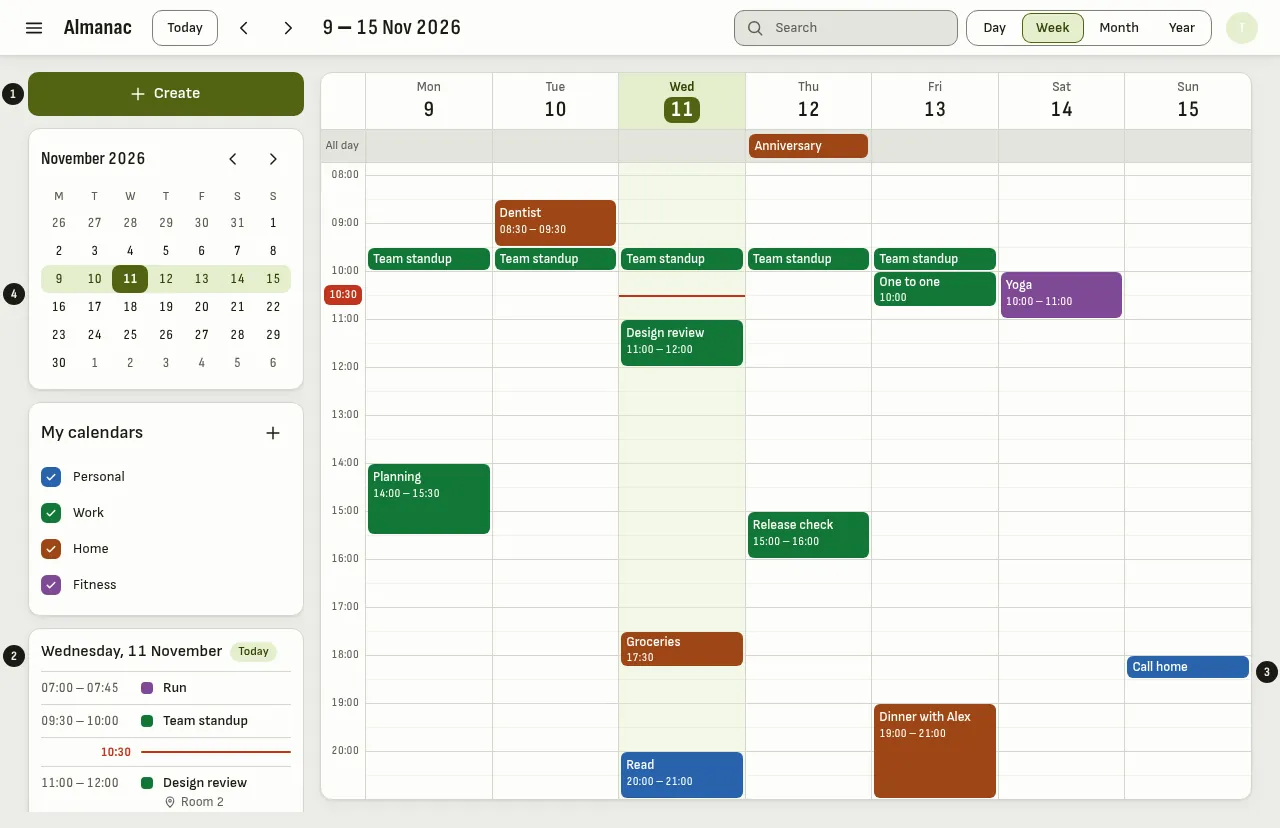 Almanac
Today
9 – 15 Nov 2026
Search
Day
Week
Month
Year
T
1
Create
November 2026
M T W T F S S
26 27 28 29 30 31 1
2 3 4 5 6 7 8
9 10 11 12 13 14 15
16 17 18 19 20 21 22
23 24 25 26 27 28 29
30 1 2 3 4 5 6
4
My calendars
Personal
Work
Home
Fitness
2
Wednesday, 11 November
Today
07:00 – 07:45 Run
09:30 – 10:00 Team standup
10:30
11:00 – 12:00 Design review
Room 2
Mon 9
Tue 10
Wed 11
Thu 12
Fri 13
Sat 14
Sun 15
All day
Anniversary
08:00
09:00
10:00
10:30
11:00
12:00
13:00
14:00
15:00
16:00
17:00
18:00
19:00
20:00
Team standup
Planning
14:00 – 15:30
Dentist
08:30 – 09:30
Team standup
Team standup
Design review
11:00 – 12:00
Groceries
17:30
Read
20:00 – 21:00
Team standup
Release check
15:00 – 16:00
Team standup
One to one
10:00
Dinner with Alex
19:00 – 21:00
Yoga
10:00 – 11:00
Call home
3